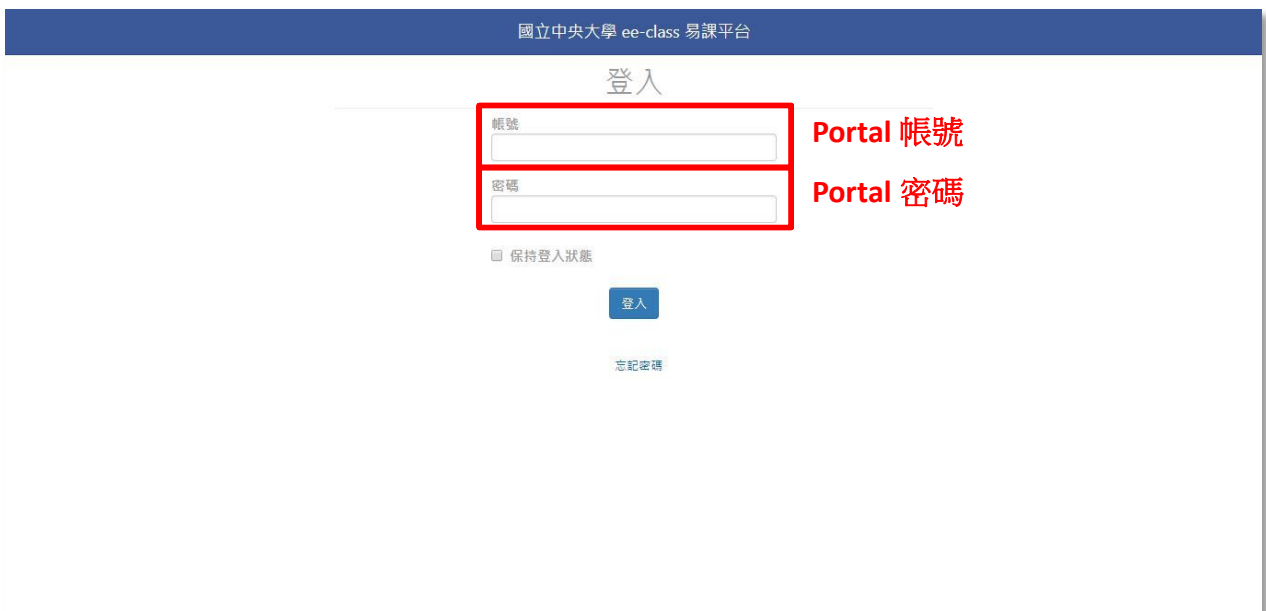 國立中央大學 ee-class 易課平台
登入
帳號
Portal 帳號
密碼
Portal 密碼
保持登入狀態
登入
忘記密碼